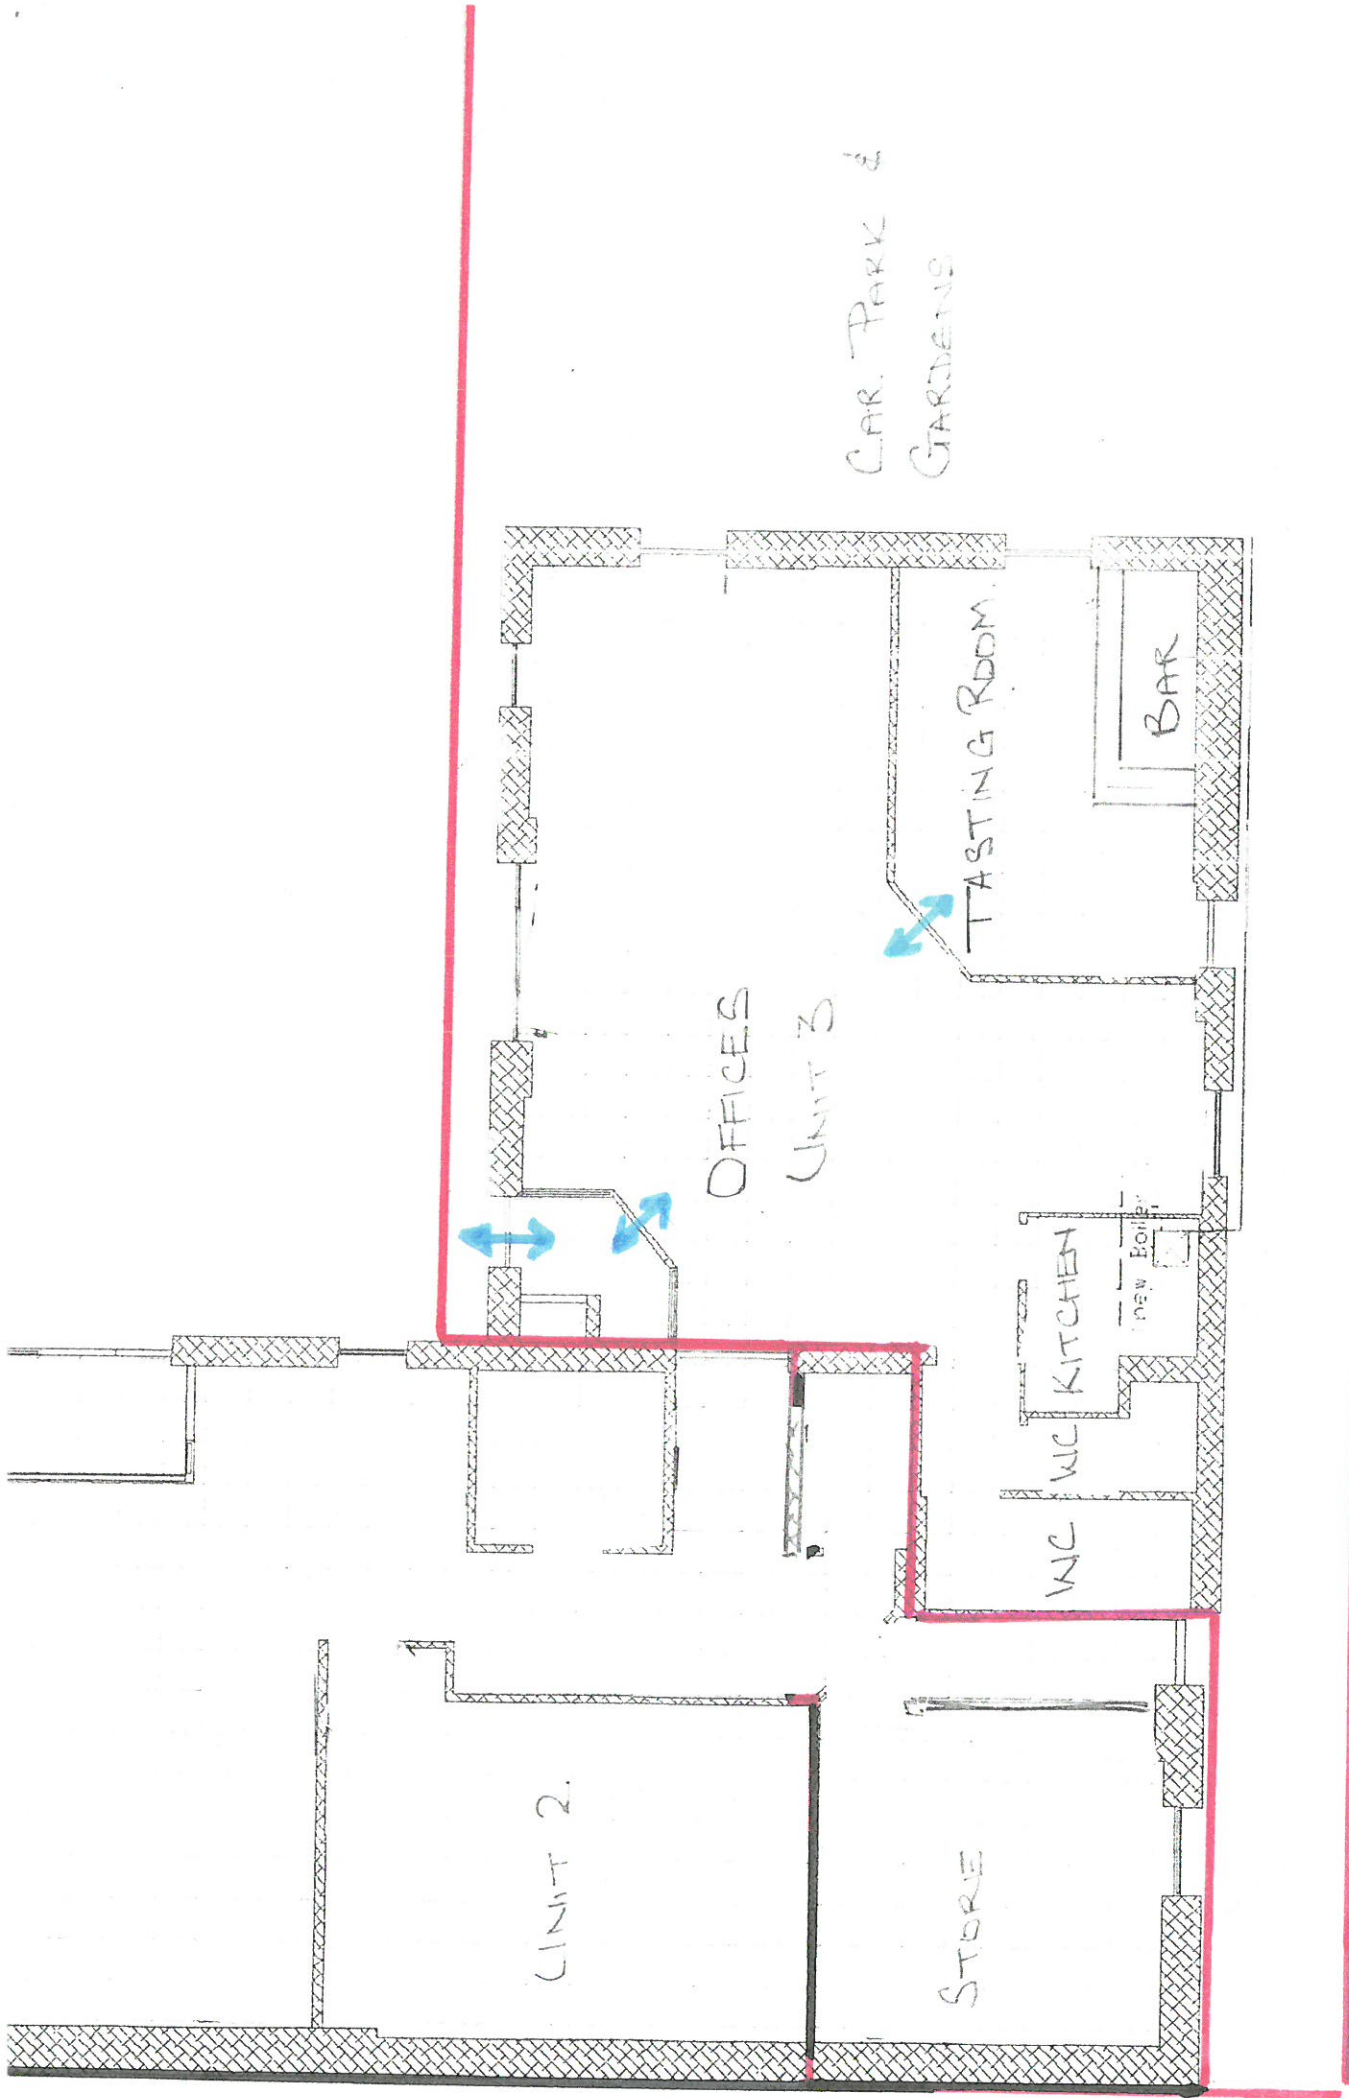 CAR PARK &
GARDENS
TASTING ROOM.
BAR
OFFICES
UNIT 3
KITCHEN
new Boiler
WC
WC
UNIT 2.
STORE